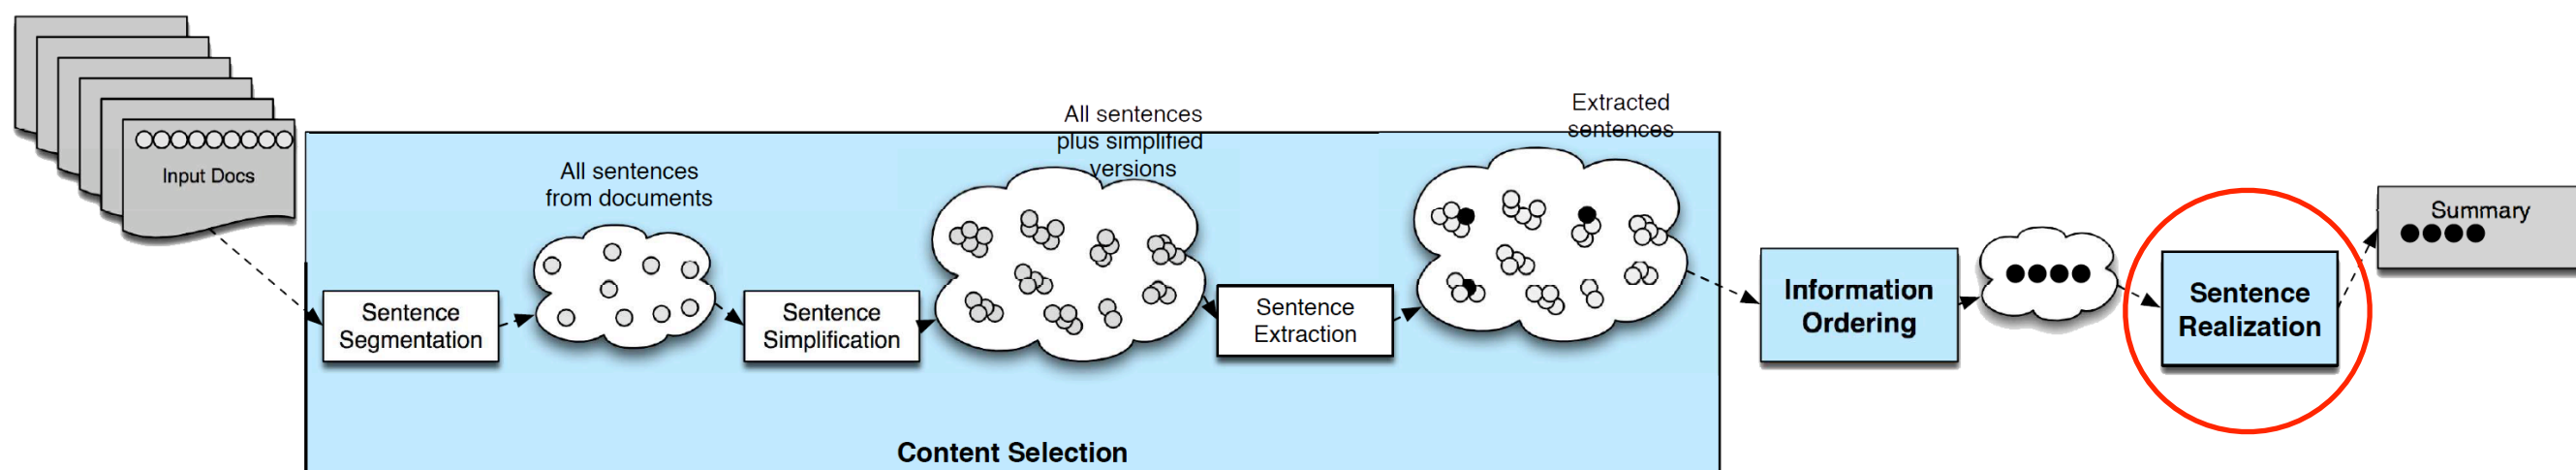 Input Docs
All sentences
from documents
All sentences
plus simplified
versions
Extracted
sentences
Sentence
Segmentation
Sentence
Simplification
Sentence
Extraction
Information
Ordering
Sentence
Realization
Summary
Content Selection